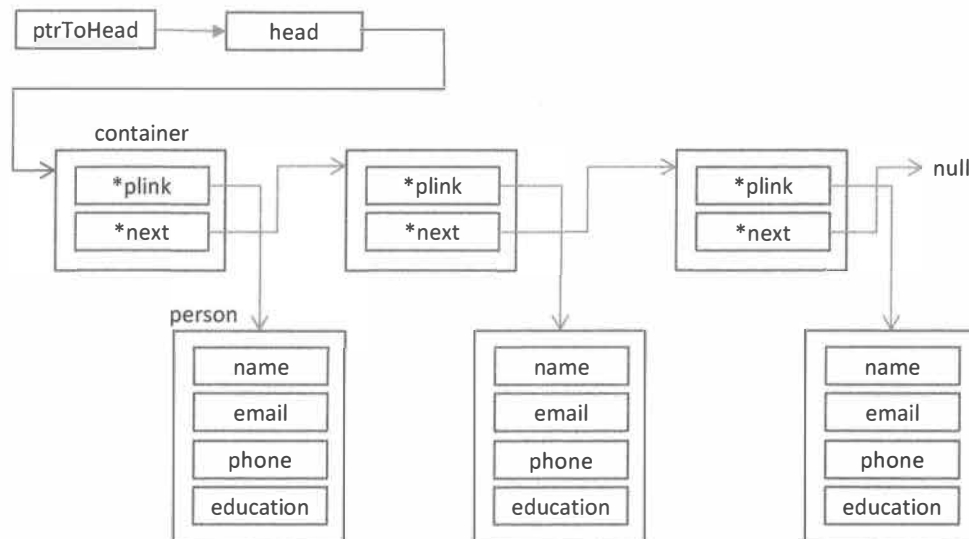 ptrToHead
head
container
*plink
*next
*plink
*next
*plink
*next
null
person
name
email
phone
education
name
email
phone
education
name
email
phone
education